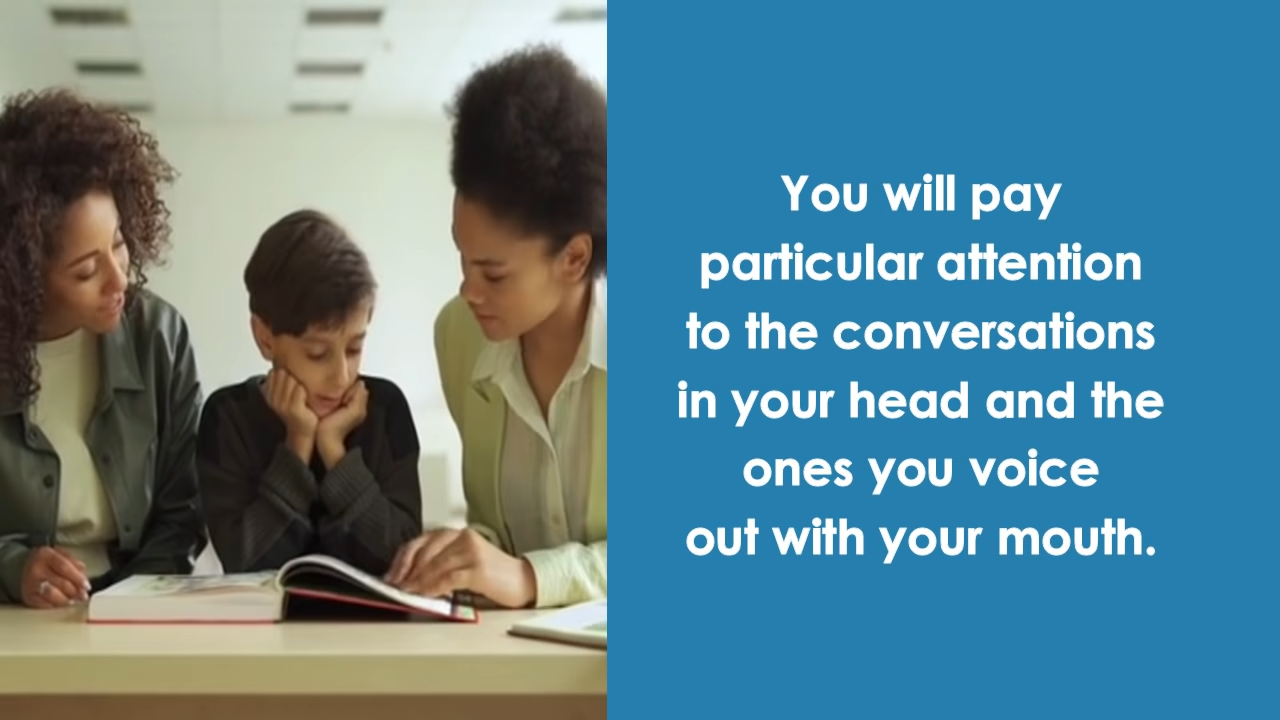 You will pay
particular attention
to the conversations
in your head and the
ones you voice
out with your mouth.